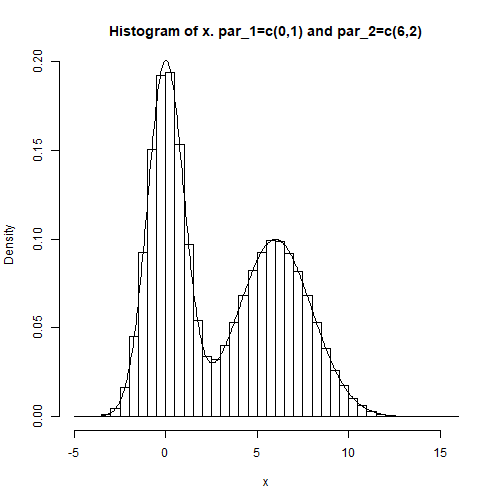 Histogram of x. par_1=c(0,1) and par_2=c(6,2)
0.20
0.15
0.10
0.05
0.00
Density
-5 0 5 10 15
x